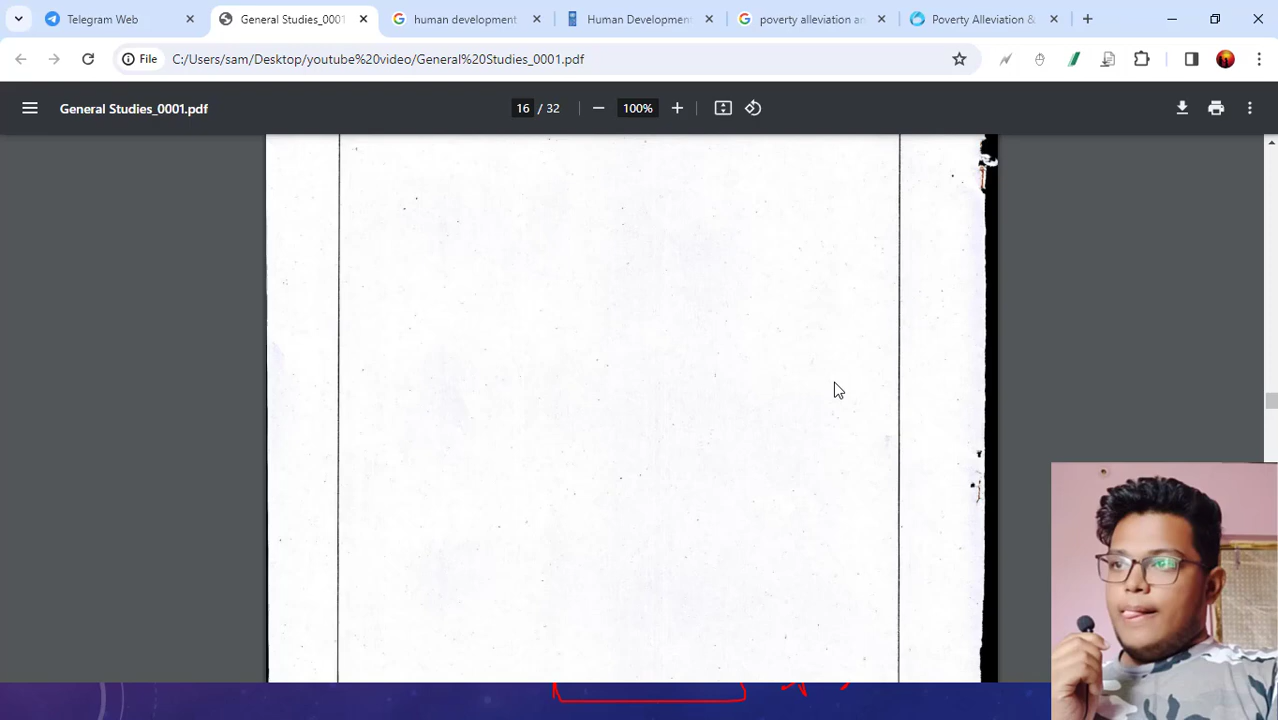 Telegram Web
General Studies_0001
human development
Human Development
poverty alleviation an
Poverty Alleviation &
File
C:/Users/sam/Desktop/youtube%20video/General%20Studies_0001.pdf
General Studies_0001.pdf
16 / 32
100%